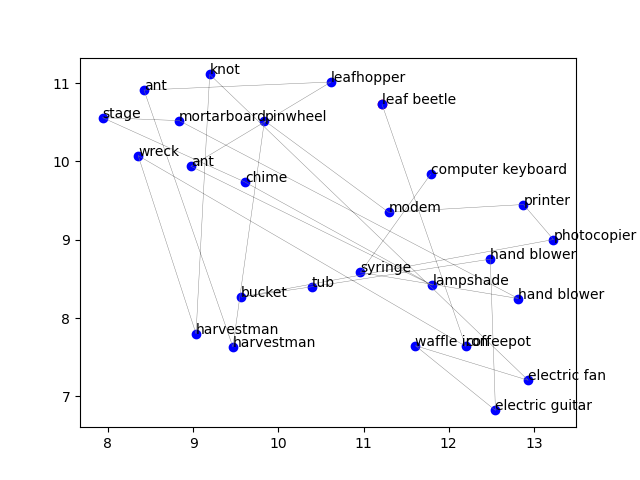 knot
leafhopper
11
ant
leaf beetle
stage
mortarboard
pinwheel
wreck
10
ant
computer keyboard
chime
printer
modem
9
photocopier
hand blower
syringe
tub
lampshade
bucket
hand blower
8
harvestman
harvestman
waffle iron
coffeepot
electric fan
7
electric guitar
8 9 10 11 12 13